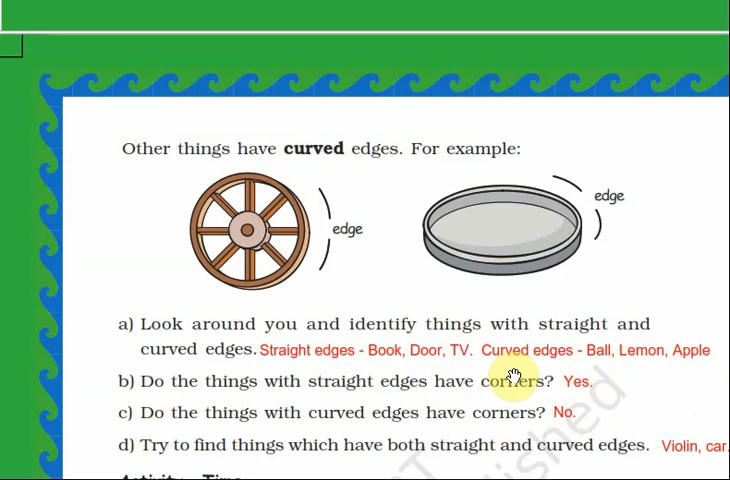 Other things have curved edges. For example:
edge
edge
a) Look around you and identify things with straight and
curved edges. Straight edges - Book, Door, TV. Curved edges - Ball, Lemon, Apple
b) Do the things with straight edges have corners? Yes.
c) Do the things with curved edges have corners? No.
d) Try to find things which have both straight and curved edges. Violin, car.
Activity Time